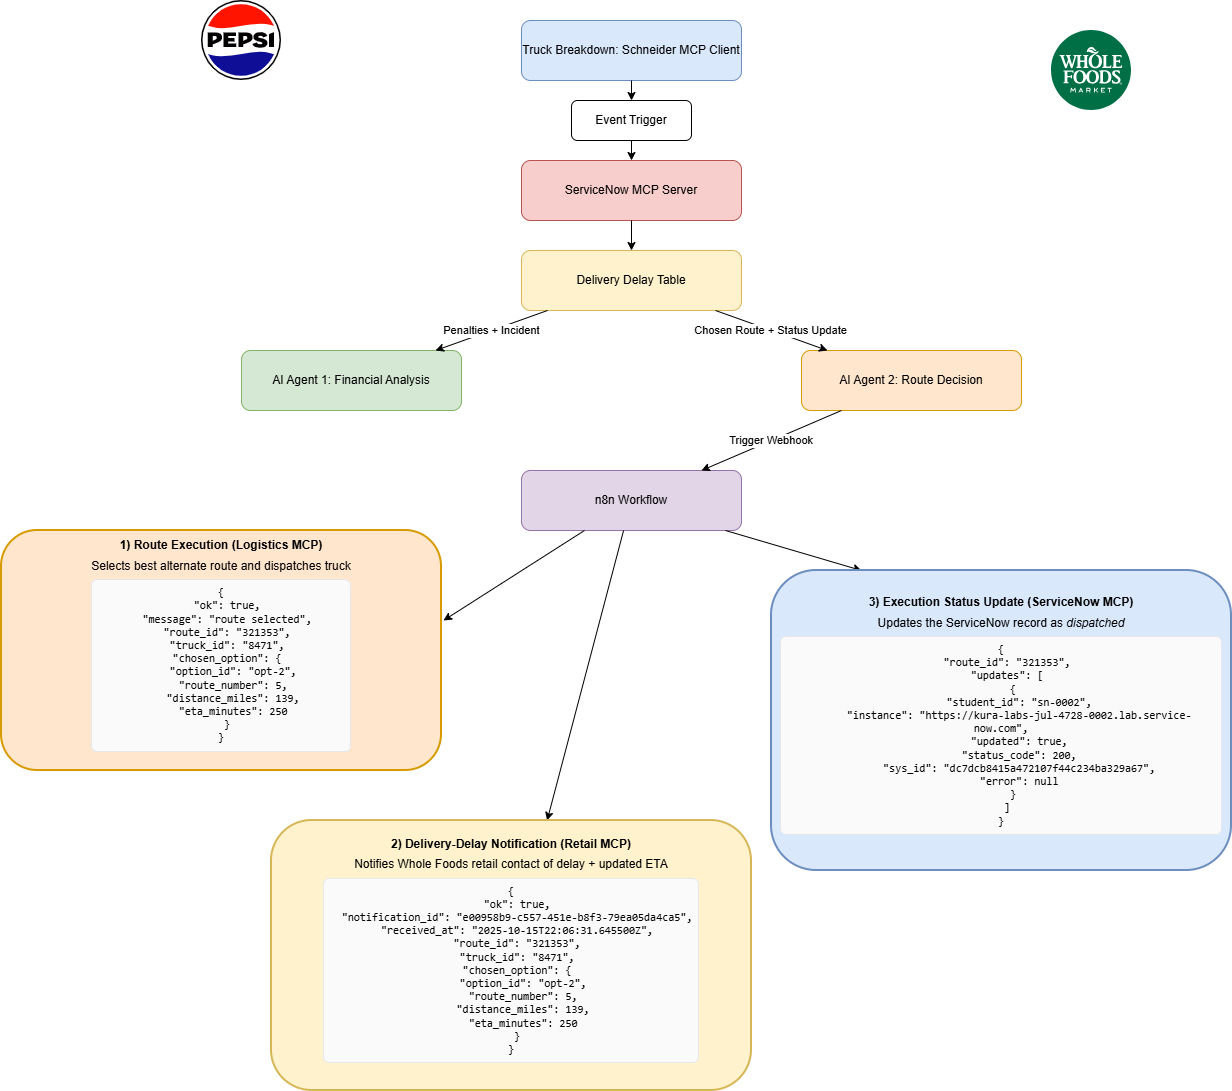 PEPSI
WHOLE
FOODS
MARKET
Truck Breakdown: Schneider MCP Client
Event Trigger
ServiceNow MCP Server
Delivery Delay Table
Penalties + Incident
Chosen Route + Status Update
AI Agent 1: Financial Analysis
AI Agent 2: Route Decision
Trigger Webhook
n8n Workflow
1) Route Execution (Logistics MCP)
Selects best alternate route and dispatches truck
{
"ok": true,
"message": "route selected",
"route_id": "321353",
"truck_id": "8471",
"chosen_option": {
"option_id": "opt-2",
"route_number": 5,
"distance_miles": 139,
"eta_minutes": 250
}
}
3) Execution Status Update (ServiceNow MCP)
Updates the ServiceNow record as dispatched
{
"route_id": "321353",
"updates": [
{
"student_id": "sn-0002",
"instance": "https://kura-labs-jul-4728-0002.lab.service-
now.com",
"updated": true,
"status_code": 200,
"sys_id": "dc7dcb8415a472107f44c234ba329a67",
"error": null
}
]
}
2) Delivery-Delay Notification (Retail MCP)
Notifies Whole Foods retail contact of delay + updated ETA
{
"ok": true,
"notification_id": "e00958b9-c557-451e-b8f3-79ea05da4ca5",
"received_at": "2025-10-15T22:06:31.645500Z",
"route_id": "321353",
"truck_id": "8471",
"chosen_option": {
"option_id": "opt-2",
"route_number": 5,
"distance_miles": 139,
"eta_minutes": 250
}
}